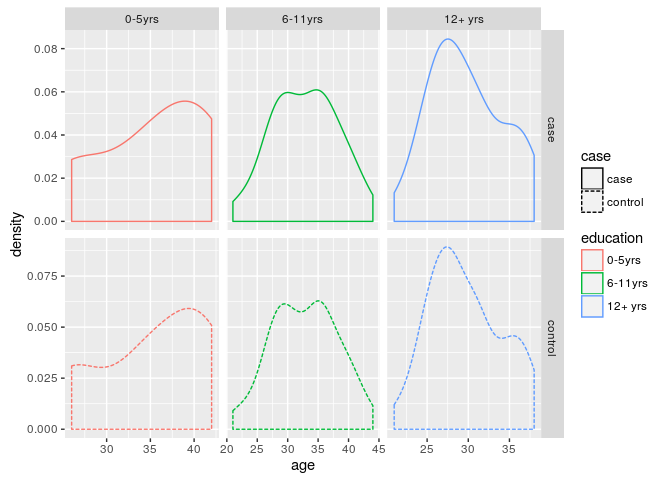 0-5yrs 6-11yrs 12+ yrs
0.08
0.06
0.04
0.02
0.00
case
0.075
0.050
0.025
0.000
control
density
30 35 40 20 25 30 35 40 45 25 30 35
age
case
case
control
education
0-5yrs
6-11yrs
12+ yrs